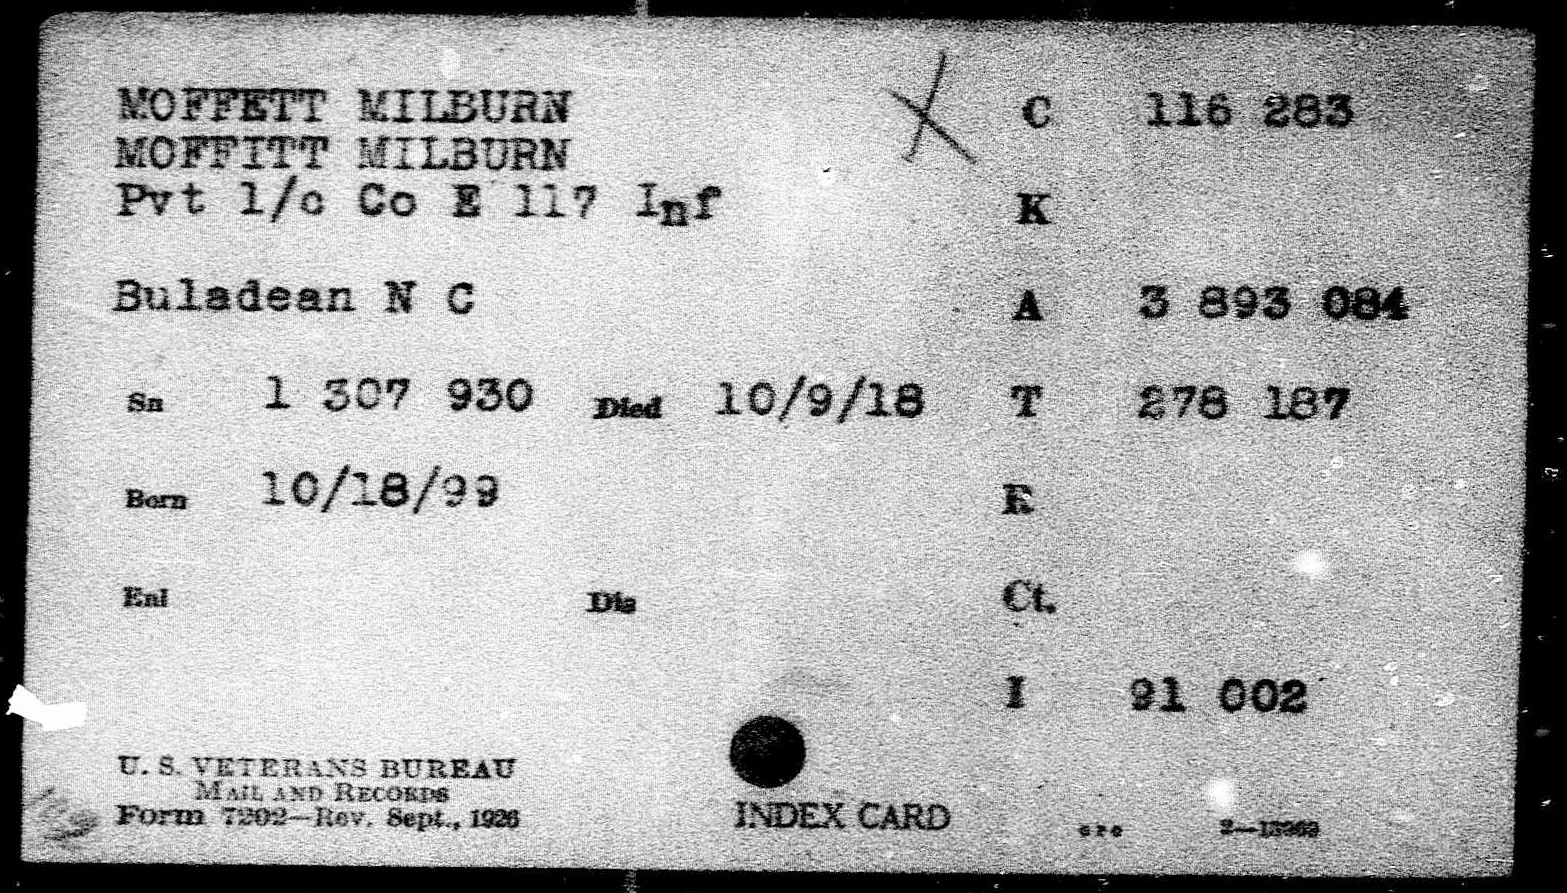 MOFFETT MILBURN
MOFFITT MILBURN
Pvt 1/c Co E 117 Inf
Buladean N C
Sn 1 307 930 Died 10/9/18
Born 10/18/99
Enl Dis
C 116 283
K
A 3 893 084
T 278 187
R
Ct.
I 91 002
U. S. VETERANS BUREAU
MAIL AND RECORDS
Form 7202—Rev. Sept., 1926
INDEX CARD
GPO